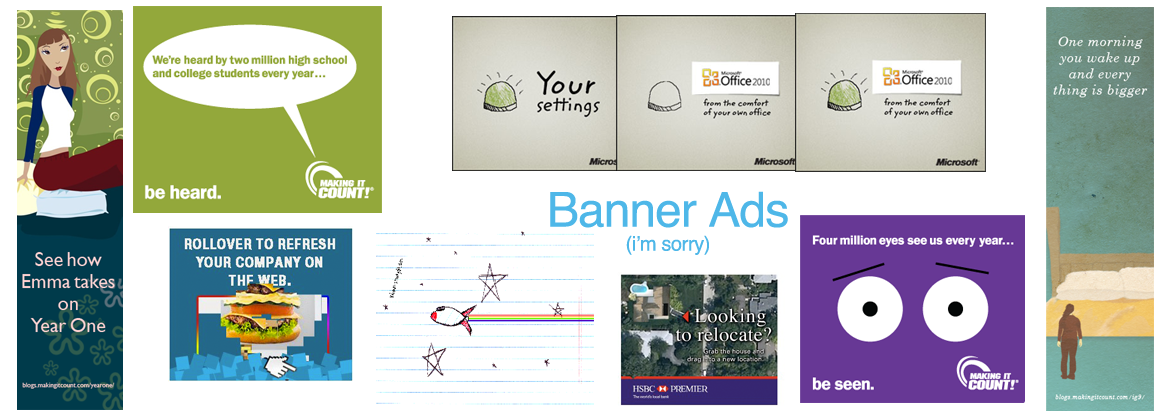 See how
Emma takes
on
Year One
blogs.makingitcount.com/yearone/
We're heard by two million high school
and college students every year...
be heard.
MAKING IT
COUNT!
Your
settings
Micros
Microsoft
Office 2010
from the comfort
of your own office
Microsoft
Microsoft
Office 2010
from the comfort
of your own office
Microsoft
Banner Ads
(i'm sorry)
ROLLOVER TO REFRESH
YOUR COMPANY ON
THE WEB.
Looking
to relocate?
Grab the house and
drag it to a new location.
HSBC PREMIER
The world's local bank
Four million eyes see us every year...
be seen.
MAKING IT
COUNT!
One morning
you wake up
and every
thing is bigger
blogs.makingitcount.com/ig9/